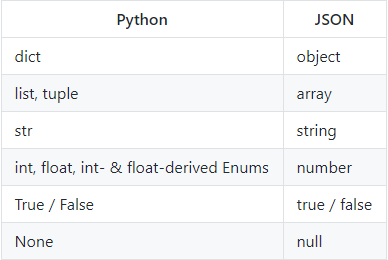 Python JSON
dict object
list, tuple array
str string
int, float, int- & float-derived Enums number
True / False true / false
None null